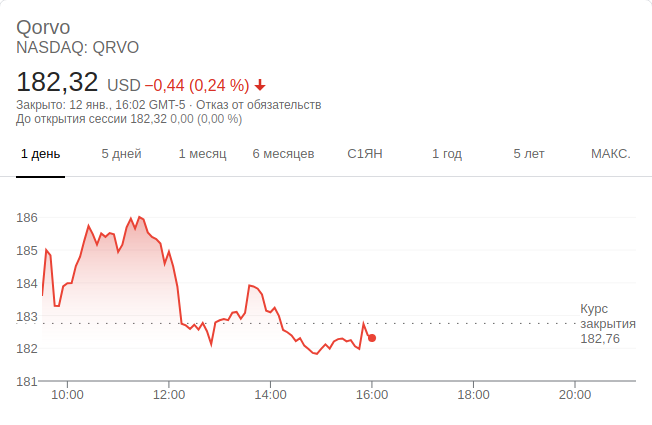 Qorvo
NASDAQ: QRVO
182,32 USD −0,44 (0,24 %)
Закрыто: 12 янв., 16:02 GMT-5 · Отказ от обязательств
До открытия сессии 182,32 0,00 (0,00 %)
1 день 5 дней 1 месяц 6 месяцев С1ЯН 1 год 5 лет МАКС.
186
185
184
183
182
181
Курс
закрытия
182,76
10:00 12:00 14:00 16:00 18:00 20:00